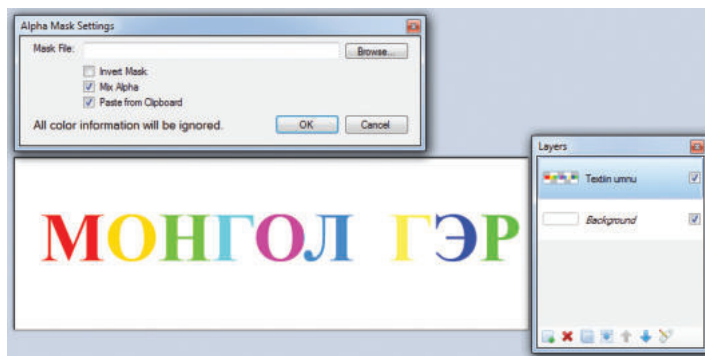 Alpha Mask Settings
Mask File:
Browse...
Invert Mask
Mix Alpha
Paste from Clipboard
All color information will be ignored.
OK
Cancel
Layers
Textiin umnu
Background
МОНГОЛ ГЭР